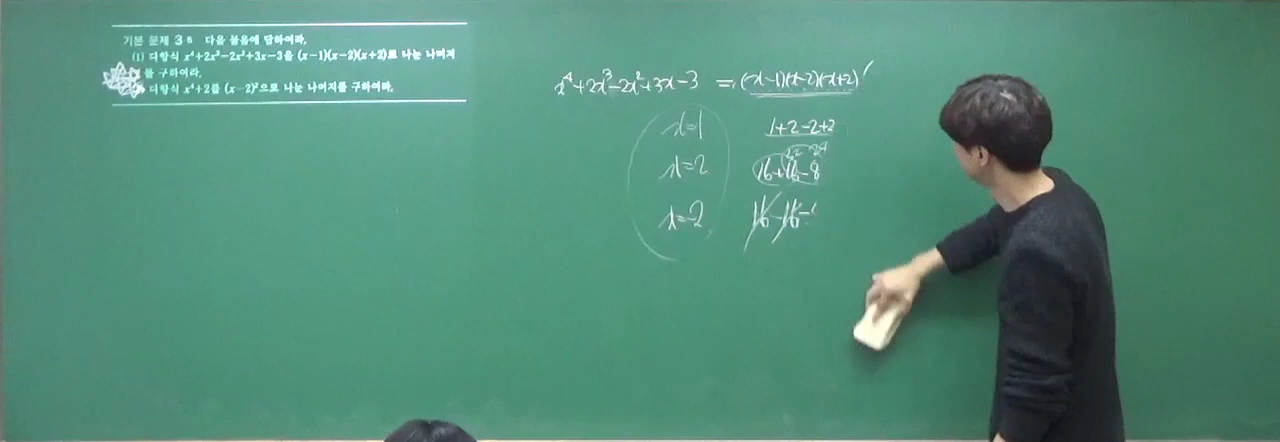 기본 문제 3 5 다음 물음에 답하여라.
(1) 다항식 x⁴+2x³-2x²+3x-3을 (x-1)(x-2)(x+2)로 나눈 나머지
를 구하여라.
다항식 x⁴+2를 (x-2)²으로 나눈 나머지를 구하여라.
x⁴+2x³-2x²+3x-3 = (x-1)(x-2)(x+2)
x=1 1+2-2+2
x=2 16+16-8
x=-2 16-16-